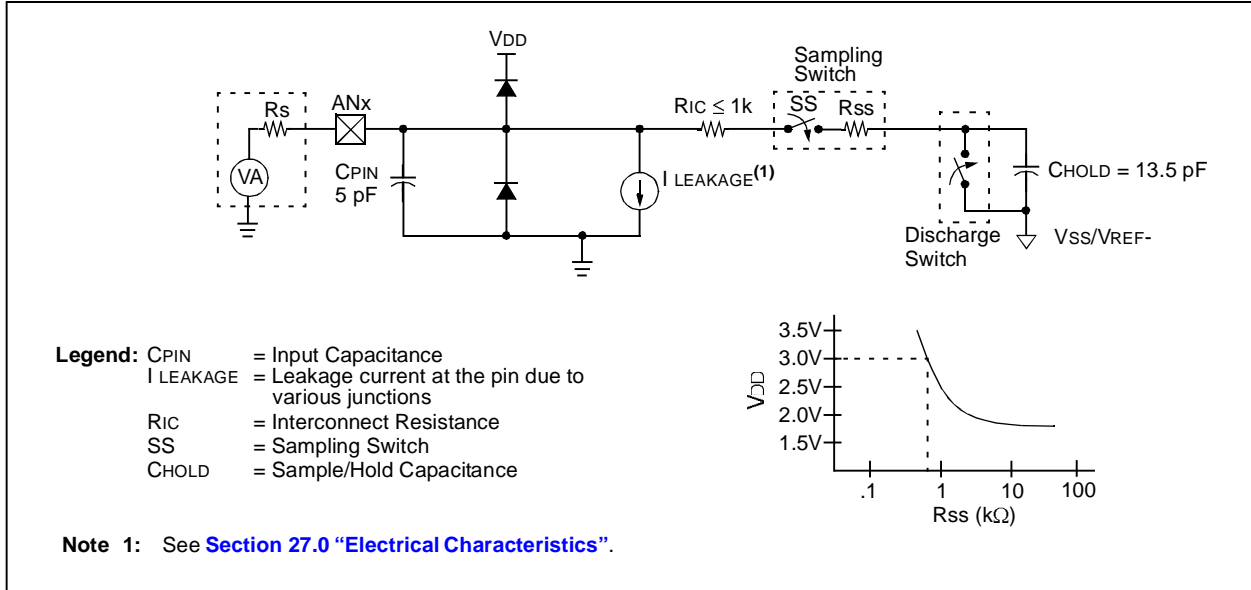 VDD
Sampling
Switch
Rs
ANx
RIC ≤ 1k
SS
Rss
VA
CPIN
5 pF
I LEAKAGE(1)
CHOLD = 13.5 pF
Discharge
Switch
VSS/VREF-
Legend: CPIN = Input Capacitance
I LEAKAGE = Leakage current at the pin due to
various junctions
RIC = Interconnect Resistance
SS = Sampling Switch
CHOLD = Sample/Hold Capacitance
VDD
3.5V
3.0V
2.5V
2.0V
1.5V
.1 1 10 100
Rss (kΩ)
Note 1: See Section 27.0 “Electrical Characteristics”.